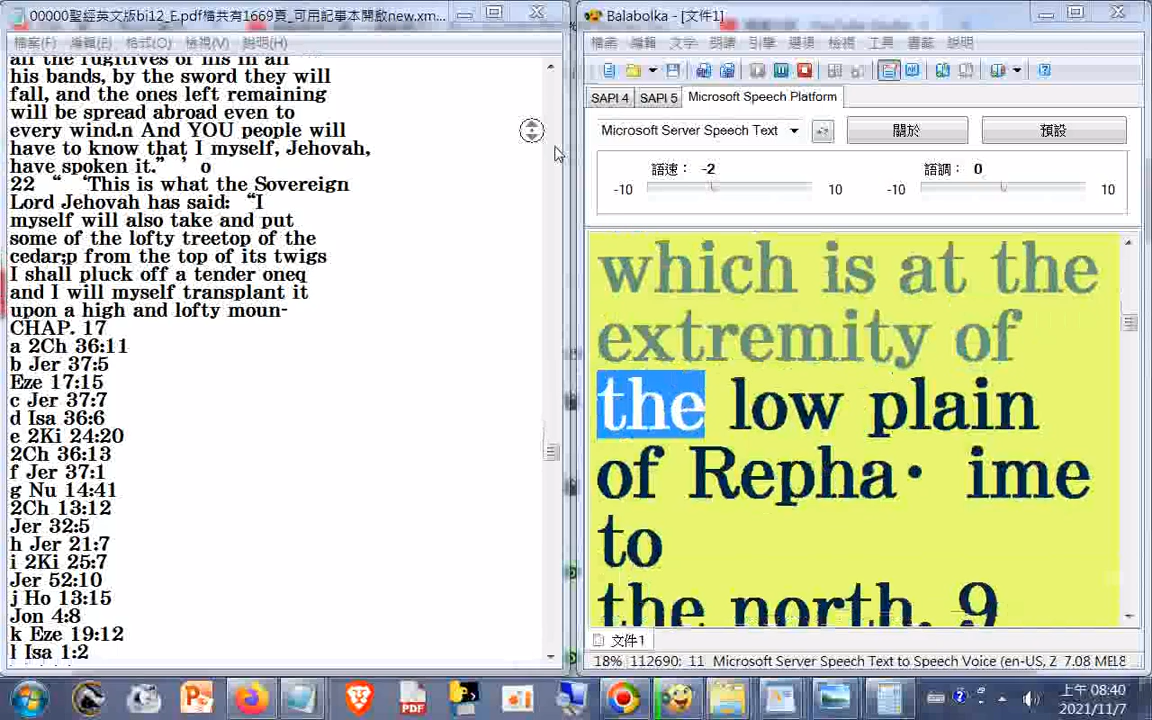 00000聖經英文版bi12_E.pdf檔共有1669頁_可用記事本開啟new.xm...
檔案(F) 編輯(E) 格式(O) 檢視(V) 說明(H)
all the fugitives of his in all
his bands, by the sword they will
fall, and the ones left remaining
will be spread abroad even to
every wind.n And YOU people will
have to know that I myself, Jehovah,
have spoken it.” ’ o
22 “ ‘This is what the Sovereign
Lord Jehovah has said: “I
myself will also take and put
some of the lofty treetop of the
cedar;p from the top of its twigs
I shall pluck off a tender oneq
and I will myself transplant it
upon a high and lofty moun-
CHAP. 17
a 2Ch 36:11
b Jer 37:5
Eze 17:15
c Jer 37:7
d Isa 36:6
e 2Ki 24:20
2Ch 36:13
f Jer 37:1
g Nu 14:41
2Ch 13:12
Jer 32:5
h Jer 21:7
i 2Ki 25:7
Jer 52:10
j Ho 13:15
Jon 4:8
k Eze 19:12
l Isa 1:2
Balabolka - [文件1]
檔案 編輯 文字 朗讀 引擎 選項 檢視 工具 書籤 說明
SAPI 4 SAPI 5 Microsoft Speech Platform
Microsoft Server Speech Text 關於 預設
語速： -2 語調： 0
-10 10 -10 10
which is at the
extremity of
the low plain
of Repha· ime
to
the north. 9
文件1
18% 112690: 11 Microsoft Server Speech Text to Speech Voice (en-US, Z 7.08 MEL8
PDF
上午 08:40
2021/11/7